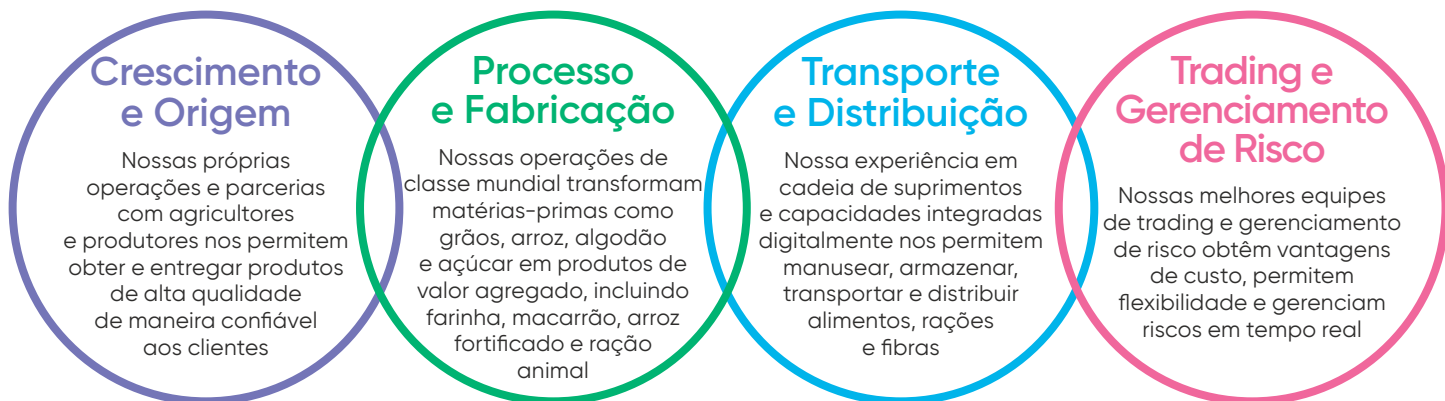 Crescimento
e Origem
Nossas próprias
operações e parcerias
com agricultores
e produtores nos permitem
obter e entregar produtos
de alta qualidade
de maneira confiável
aos clientes
Processo
e Fabricação
Nossas operações de
classe mundial transformam
matérias-primas como
grãos, arroz, algodão
e açúcar em produtos de
valor agregado, incluindo
farinha, macarrão, arroz
fortificado e ração
animal
Transporte
e Distribuição
Nossa experiência em
cadeia de suprimentos
e capacidades integradas
digitalmente nos permitem
manusear, armazenar,
transportar e distribuir
alimentos, rações
e fibras
Trading e
Gerenciamento
de Risco
Nossas melhores equipes
de trading e gerenciamento
de risco obtêm vantagens
de custo, permitem
flexibilidade e gerenciam
riscos em tempo real